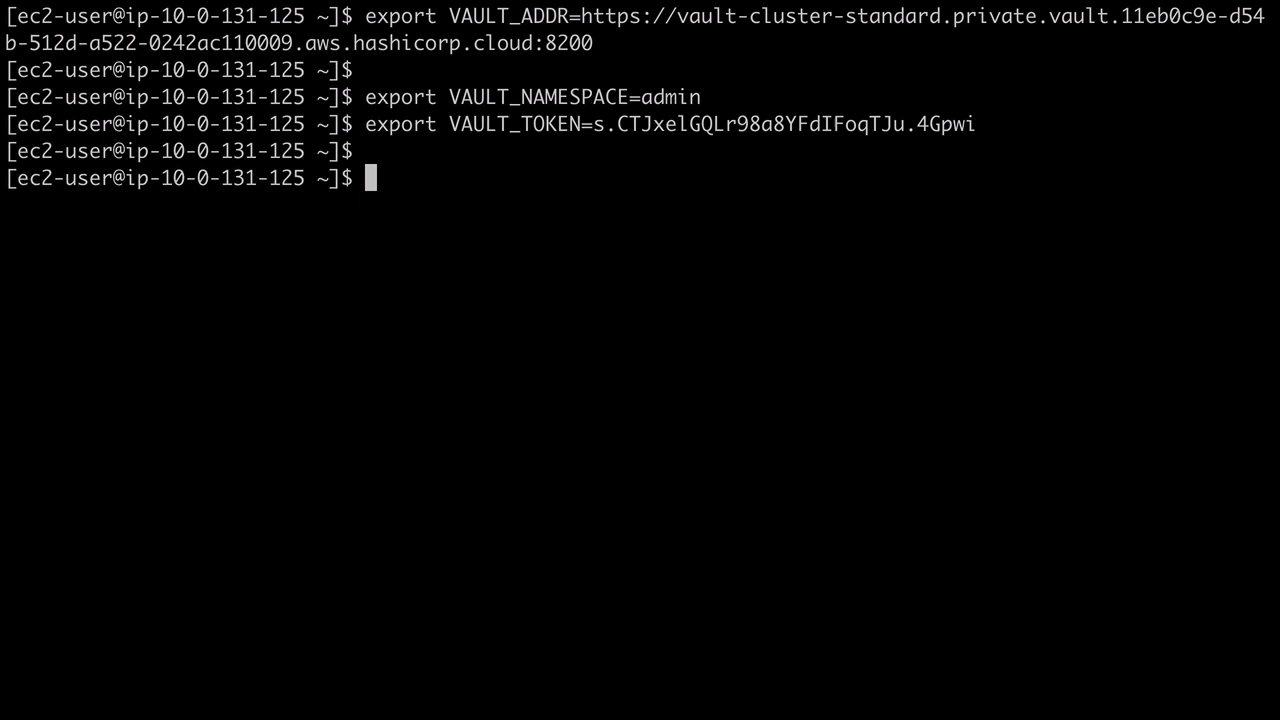 [ec2-user@ip-10-0-131-125 ~]$ export VAULT_ADDR=https://vault-cluster-standard.private.vault.11eb0c9e-d54
b-512d-a522-0242ac110009.aws.hashicorp.cloud:8200
[ec2-user@ip-10-0-131-125 ~]$
[ec2-user@ip-10-0-131-125 ~]$ export VAULT_NAMESPACE=admin
[ec2-user@ip-10-0-131-125 ~]$ export VAULT_TOKEN=s.CTJxelGQLr98a8YFdIFoqTJu.4Gpwi
[ec2-user@ip-10-0-131-125 ~]$
[ec2-user@ip-10-0-131-125 ~]$